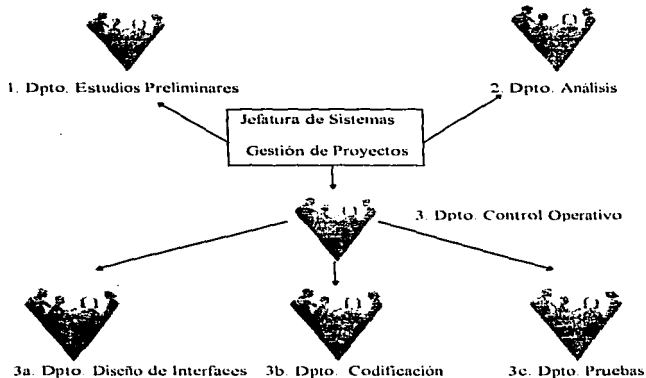 1. Dpto. Estudios Preliminares
2. Dpto. Análisis
Jefatura de Sistemas
Gestión de Proyectos
3. Dpto. Control Operativo
3a. Dpto. Diseño de Interfaces
3b. Dpto. Codificación
3c. Dpto. Pruebas